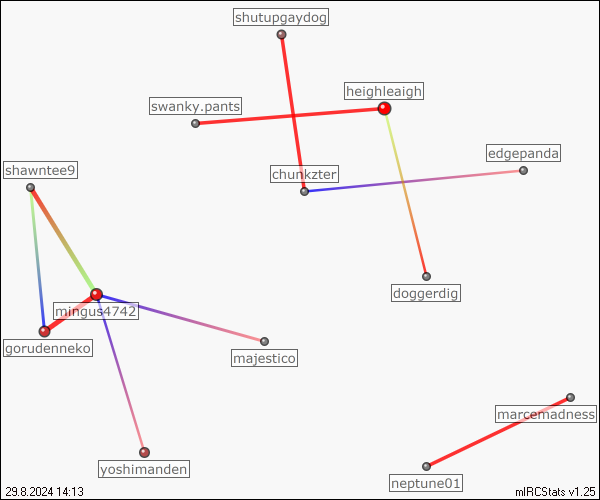 shutupgaydog
heighleaigh
swanky.pants
edgepanda
shawntee9
chunkzter
doggerdig
mingus4742
gorudenneko
majestico
marcemadness
yoshimanden
neptune01
29.8.2024 14:13
mIRCStats v1.25